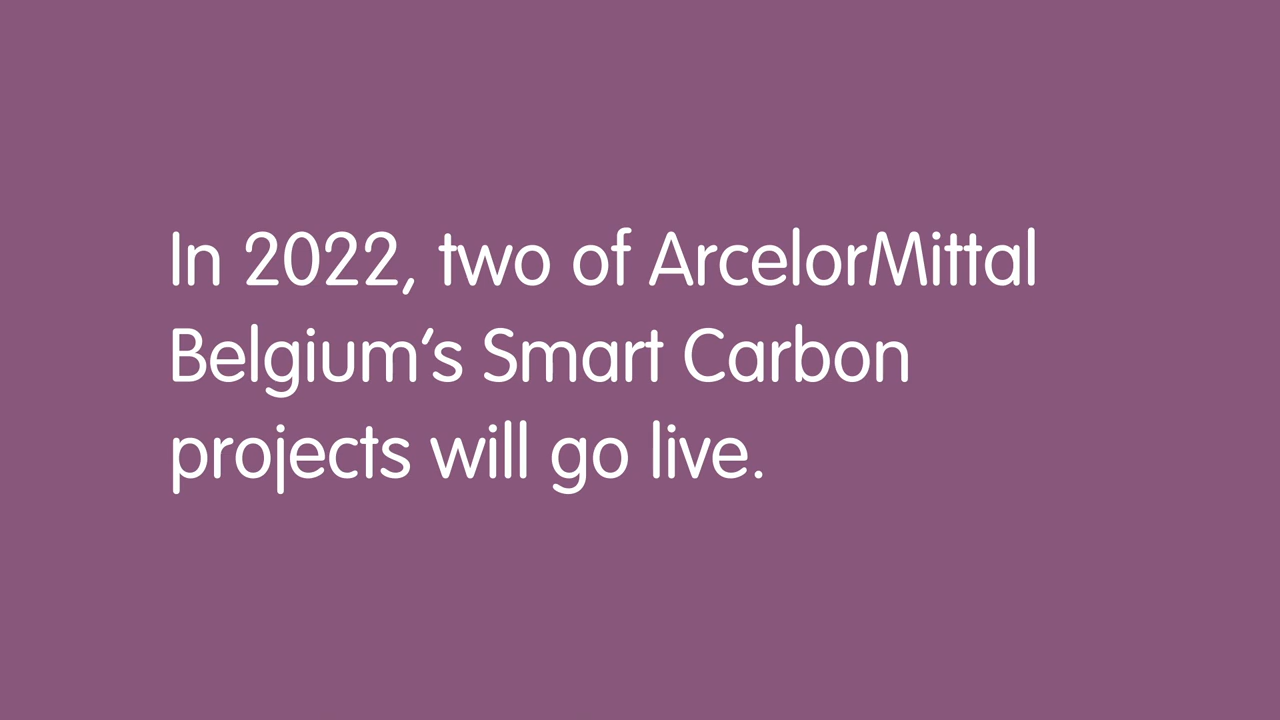 In 2022, two of ArcelorMittal
Belgium’s Smart Carbon
projects will go live.